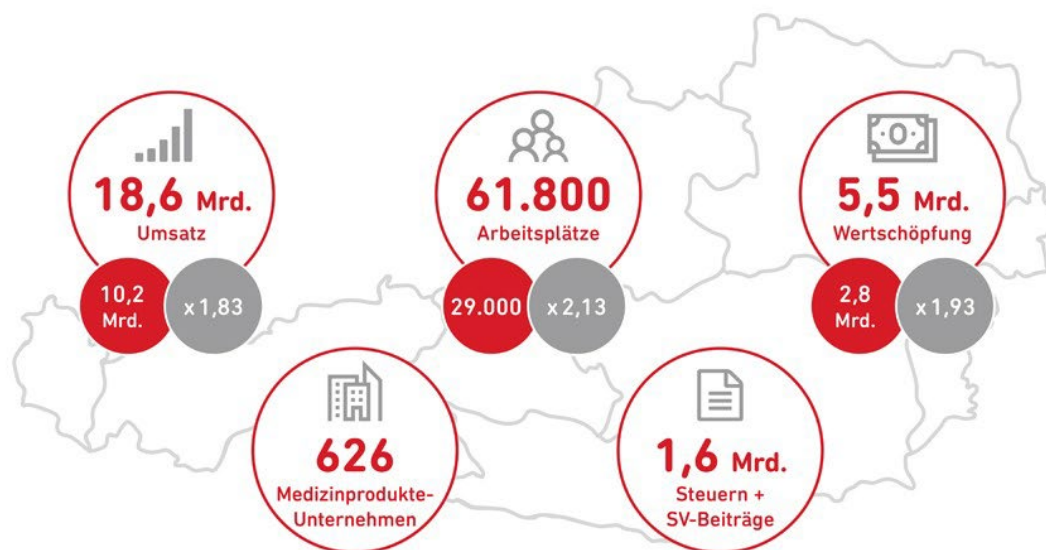 18,6 Mrd.
Umsatz
10,2
Mrd.
x 1,83
61.800
Arbeitsplätze
29.000
x 2,13
5,5 Mrd.
Wertschöpfung
2,8
Mrd.
x 1,93
626
Medizinprodukte-
Unternehmen
1,6 Mrd.
Steuern +
SV-Beiträge